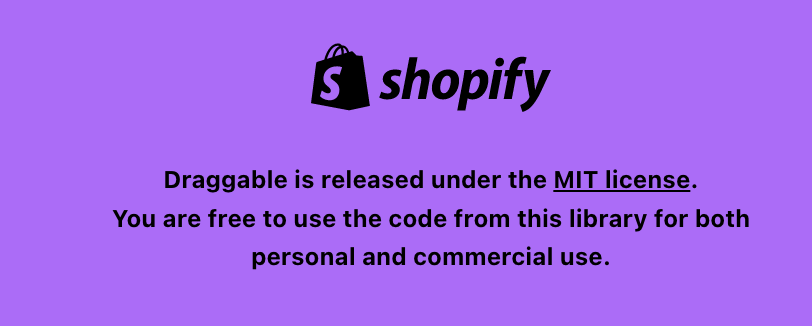 shopify
Draggable is released under the MIT license.
You are free to use the code from this library for both
personal and commercial use.